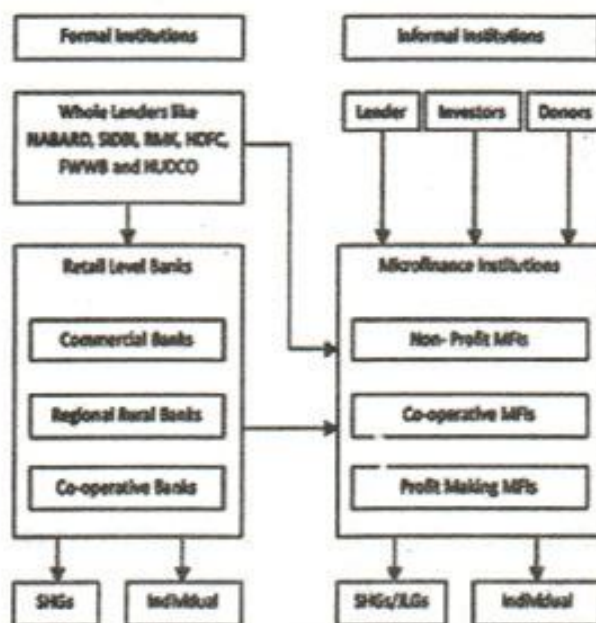 Formal Institutions
Informal Institutions
Whole Lenders like
NABARD, SIDBI, RMK, HDFC,
FWWB and HUDCO
Lender
Investors
Donors
Retail Level Banks
Commercial Banks
Regional Rural Banks
Co-operative Banks
Microfinance Institutions
Non- Profit MFIs
Co-operative MFIs
Profit Making MFIs
SHGs
Individual
SHGs/JLGs
Individual